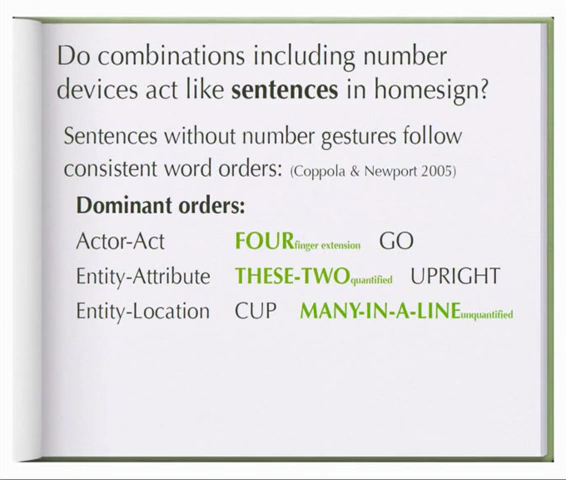 Do combinations including number
devices act like sentences in homesign?
Sentences without number gestures follow
consistent word orders: (Coppola & Newport 2005)
Dominant orders:
Actor-Act FOURfinger extension GO
Entity-Attribute THESE-TWOquantified UPRIGHT
Entity-Location CUP MANY-IN-A-LINEunquantified